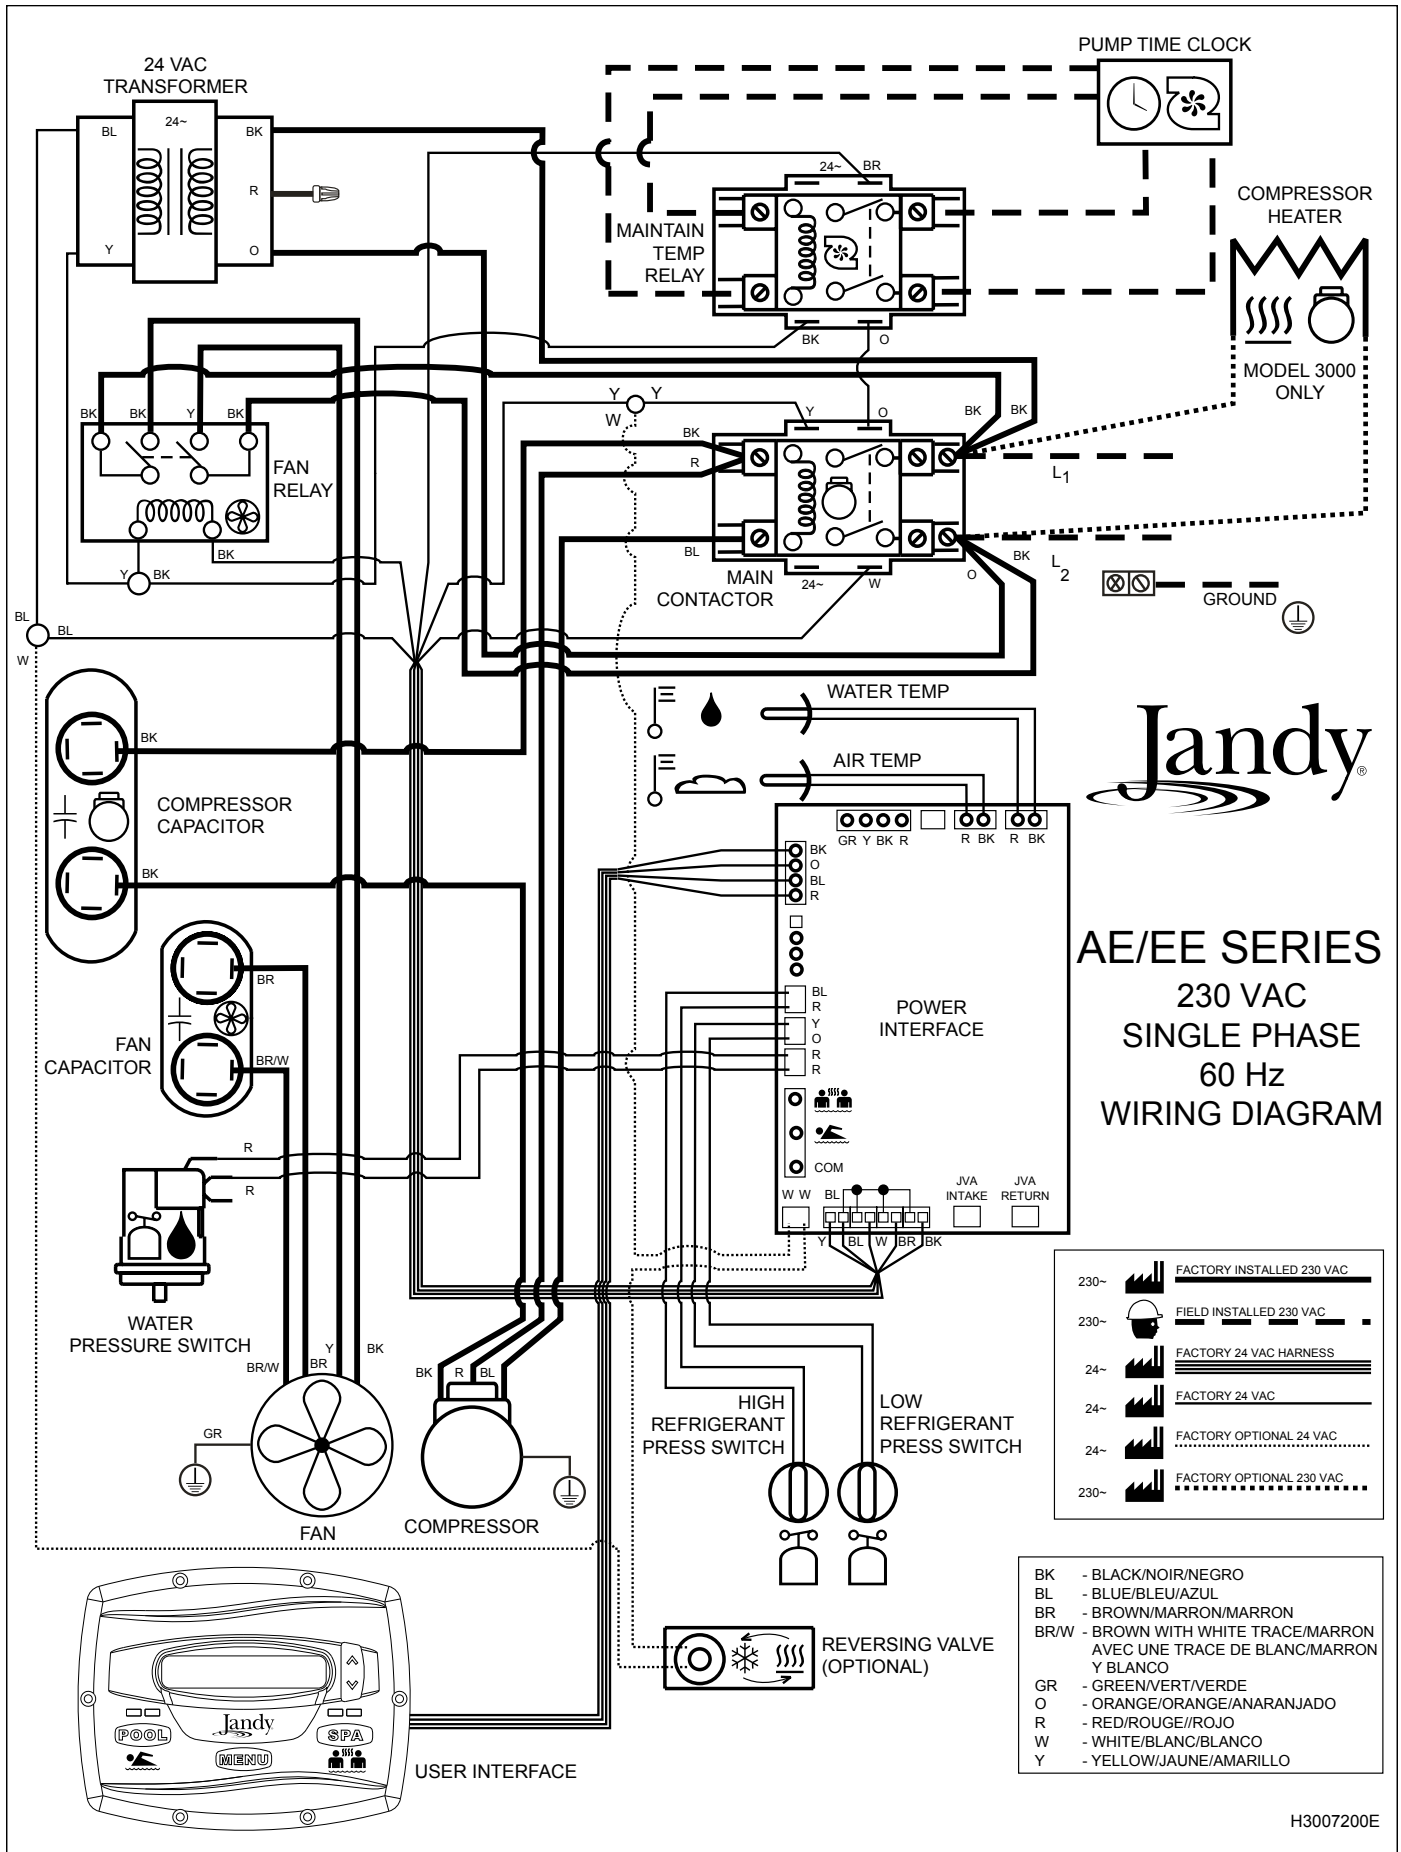 PUMP TIME CLOCK
24 VAC
TRANSFORMER
BL
24~
BK
R
Y
O
24~
BR
MAINTAIN
TEMP
RELAY
BK
O
COMPRESSOR
HEATER
MODEL 3000
ONLY
BK
BK
Y
BK
FAN
RELAY
BK
Y
BK
Y
Y
W
Y
O
BK
BK
BK
R
BL
L1
L2
BK
O
24~
W
MAIN
CONTACTOR
GROUND
BL
BL
W
BK
COMPRESSOR
CAPACITOR
BK
WATER TEMP
AIR TEMP
Jandy®
GR Y BK R
R BK
R BK
BK
O
BL
R
BL
R
Y
O
R
R
POWER
INTERFACE
COM
W W
BL
JVA
INTAKE
JVA
RETURN
Y
BL
W
BR
BK
AE/EE SERIES
230 VAC
SINGLE PHASE
60 Hz
WIRING DIAGRAM
BR
FAN
CAPACITOR
BR/W
R
R
WATER
PRESSURE SWITCH
BR/W
BR
Y
BK
GR
FAN
BK
R
BL
COMPRESSOR
HIGH
REFRIGERANT
PRESS SWITCH
LOW
REFRIGERANT
PRESS SWITCH
230~ FACTORY INSTALLED 230 VAC
230~ FIELD INSTALLED 230 VAC
24~ FACTORY 24 VAC HARNESS
24~ FACTORY 24 VAC
24~ FACTORY OPTIONAL 24 VAC
230~ FACTORY OPTIONAL 230 VAC
BK - BLACK/NOIR/NEGRO
BL - BLUE/BLEU/AZUL
BR - BROWN/MARRON/MARRON
BR/W - BROWN WITH WHITE TRACE/MARRON
AVEC UNE TRACE DE BLANC/MARRON
Y BLANCO
GR - GREEN/VERT/VERDE
O - ORANGE/ORANGE/ANARANJADO
R - RED/ROUGE//ROJO
W - WHITE/BLANC/BLANCO
Y - YELLOW/JAUNE/AMARILLO
REVERSING VALVE
(OPTIONAL)
Jandy
POOL
MENU
SPA
USER INTERFACE
H3007200E